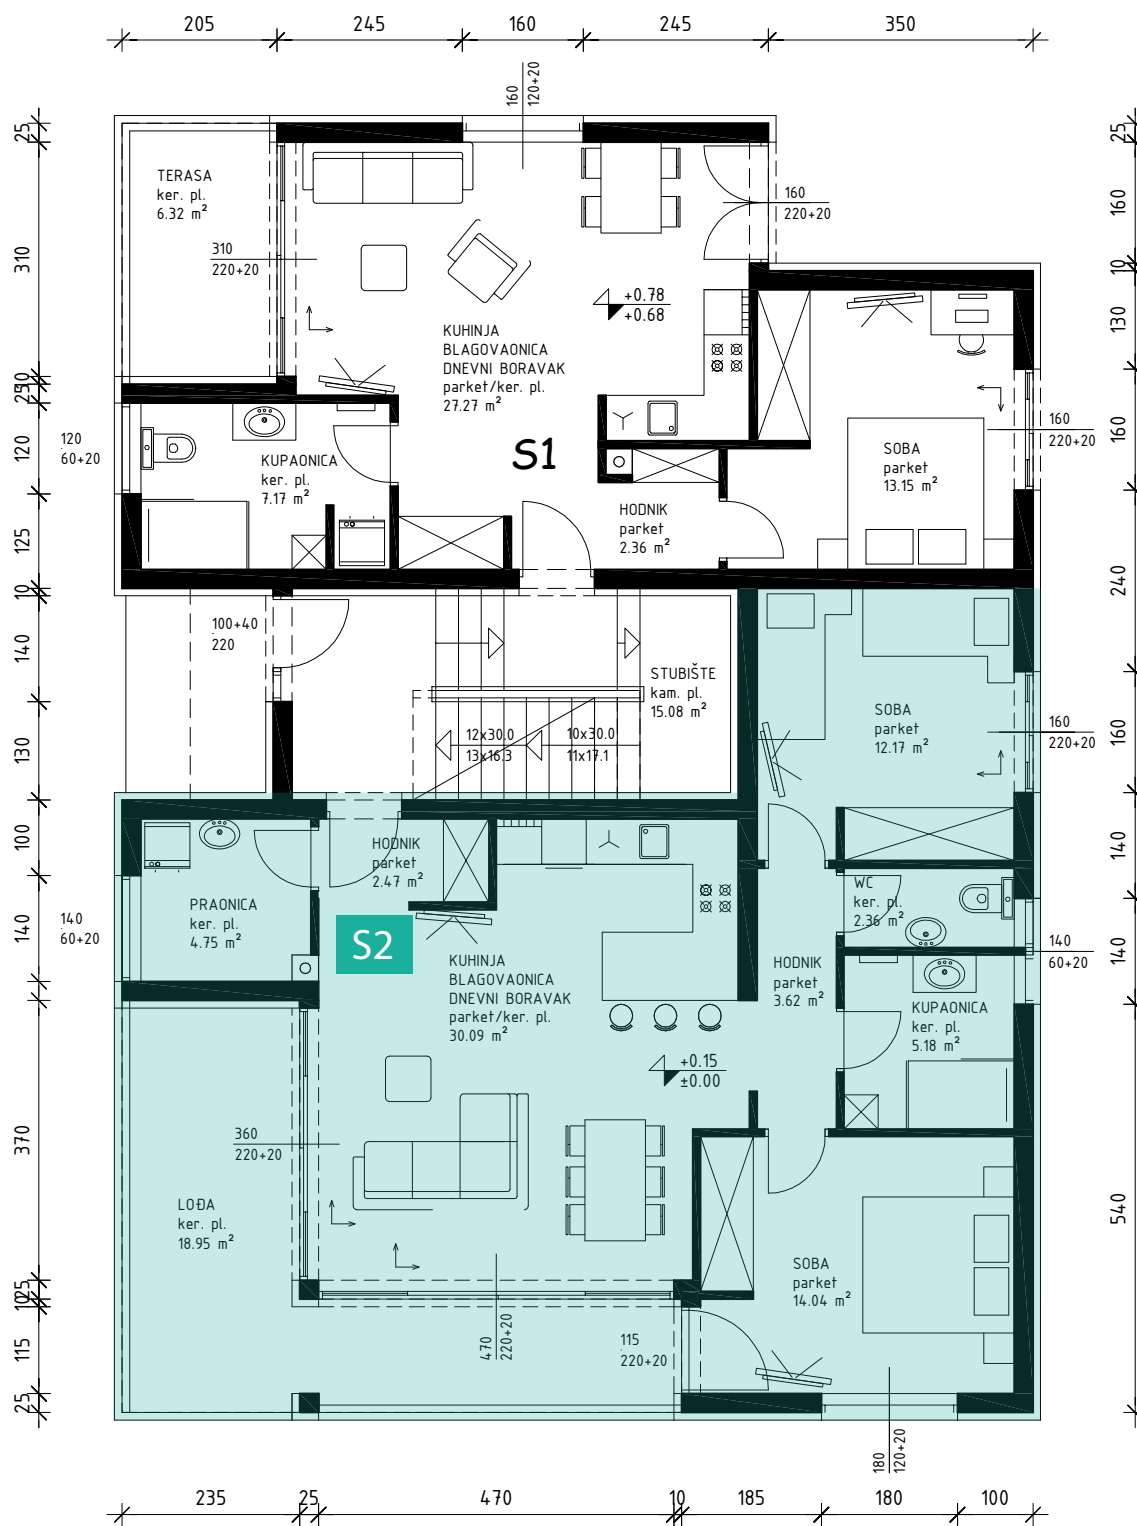 205 245 160 245 350
160
120+20
25 310 25 10 120 125 10 140 130 100 140 370 25 10 115 25
25 160 10 130 160 240 160 140 140 540
TERASA
ker. pl.
6.32 m²
310
220+20
160
220+20
+0.78
+0.68
KUHINJA
BLAGOVAONICA
DNEVNI BORAVAK
parket/ker. pl.
27.27 m²
S1
120
60+20
KUPAONICA
ker. pl.
7.17 m²
SOBA
parket
13.15 m²
160
220+20
HODNIK
parket
2.36 m²
100+40
220
STUBIŠTE
kam. pl.
15.08 m²
12x30.0
13x16.3
10x30.0
11x17.1
SOBA
parket
12.17 m²
160
220+20
HODNIK
parket
2.47 m²
PRAONICA
ker. pl.
4.75 m²
140
60+20
S2
WC
ker. pl.
2.36 m²
140
60+20
KUHINJA
BLAGOVAONICA
DNEVNI BORAVAK
parket/ker. pl.
30.09 m²
HODNIK
parket
3.62 m²
KUPAONICA
ker. pl.
5.18 m²
+0.15
±0.00
360
220+20
LOĐA
ker. pl.
18.95 m²
SOBA
parket
14.04 m²
470
220+20
115
220+20
180
120+20
235 25 470 10 185 180 100